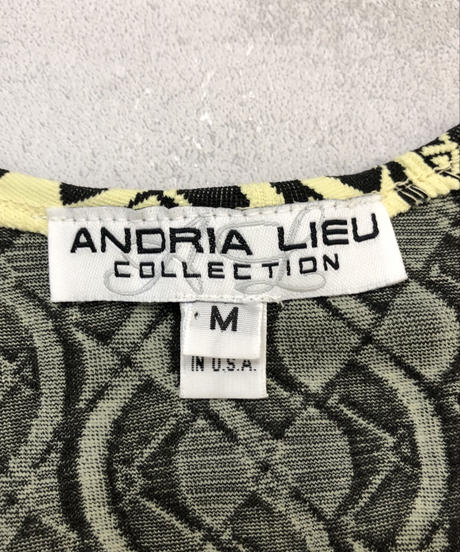 ANDRIA LIEU
COLLECTION
M
IN U.S.A.